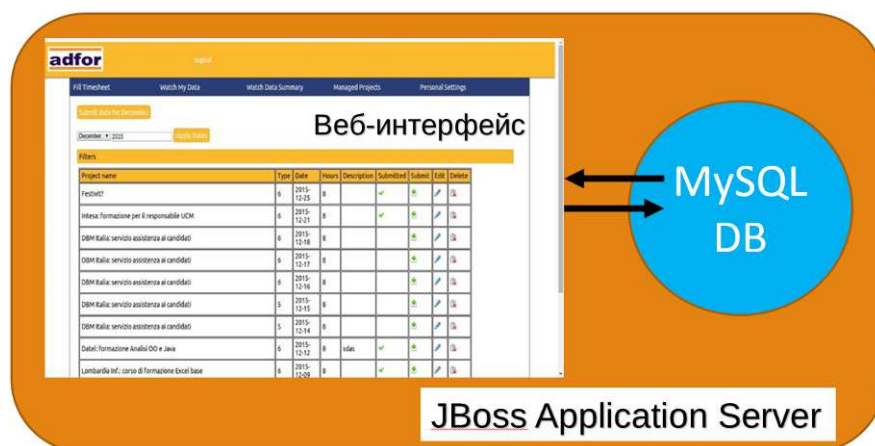 adfor
logout
Fill Timesheet Watch My Data Watch Data Summary Managed Projects Personal Settings
Submit data for December
Веб-интерфейс
December 2015 Apply Dates
Filters
Project name Type Date Hours Description Submitted Submit Edit Delete
Festivit? 6 2015-
12-25 8
Intesa: formazione per il responsabile UCM 6 2015-
12-21 8
DBM Italia: servizio assistenza ai candidati 6 2015-
12-18 8
DBM Italia: servizio assistenza ai candidati 6 2015-
12-17 8
DBM Italia: servizio assistenza ai candidati 6 2015-
12-16 8
DBM Italia: servizio assistenza ai candidati 5 2015-
12-15 8
DBM Italia: servizio assistenza ai candidati 5 2015-
12-14 8
Datel: formazione Analisi OO e Java 6 2015-
12-12 8 sdas
Lombardia Inf.: corso di formazione Excel base 6 2015-
12-09 8
MySQL
DB
JBoss Application Server